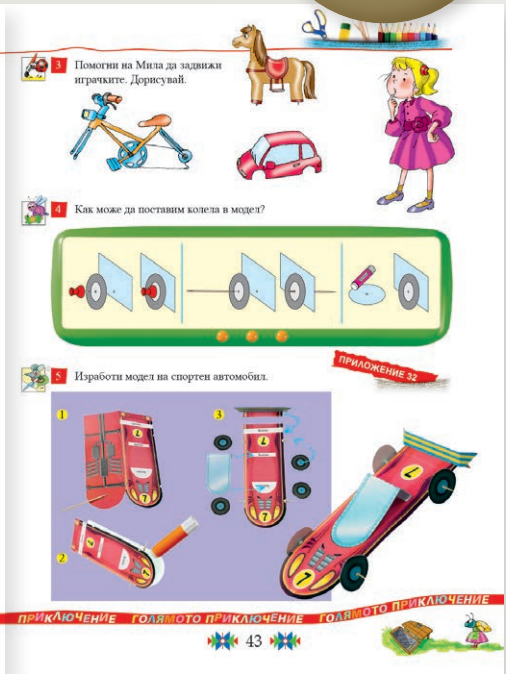 3 Помогни на Мила да задвижи
играчките. Дорисувай.
4 Как може да поставим колела в модел?
ПРИЛОЖЕНИЕ 32
5 Изработи модел на спортен автомобил.
1
3
2
ПРИКЛЮЧЕНИЕ ГОЛЯМОТО ПРИКЛЮЧЕНИЕ ГОЛЯМОТО ПРИКЛЮЧЕНИЕ
43